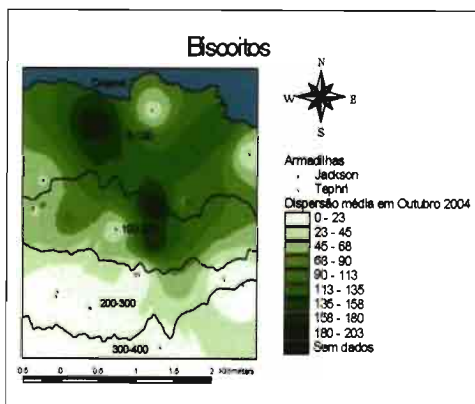 Biscoitos
N
W E
S
Armadilhas
Jackson
Tephri
Dispersão média em Outubro 2004
0 - 23
23 - 45
45 - 68
68 - 90
90 - 113
113 - 135
135 - 158
158 - 180
180 - 203
Sem dados
200-300
300-400
0.5 0 0.5 1 1.5 2 Kilometers